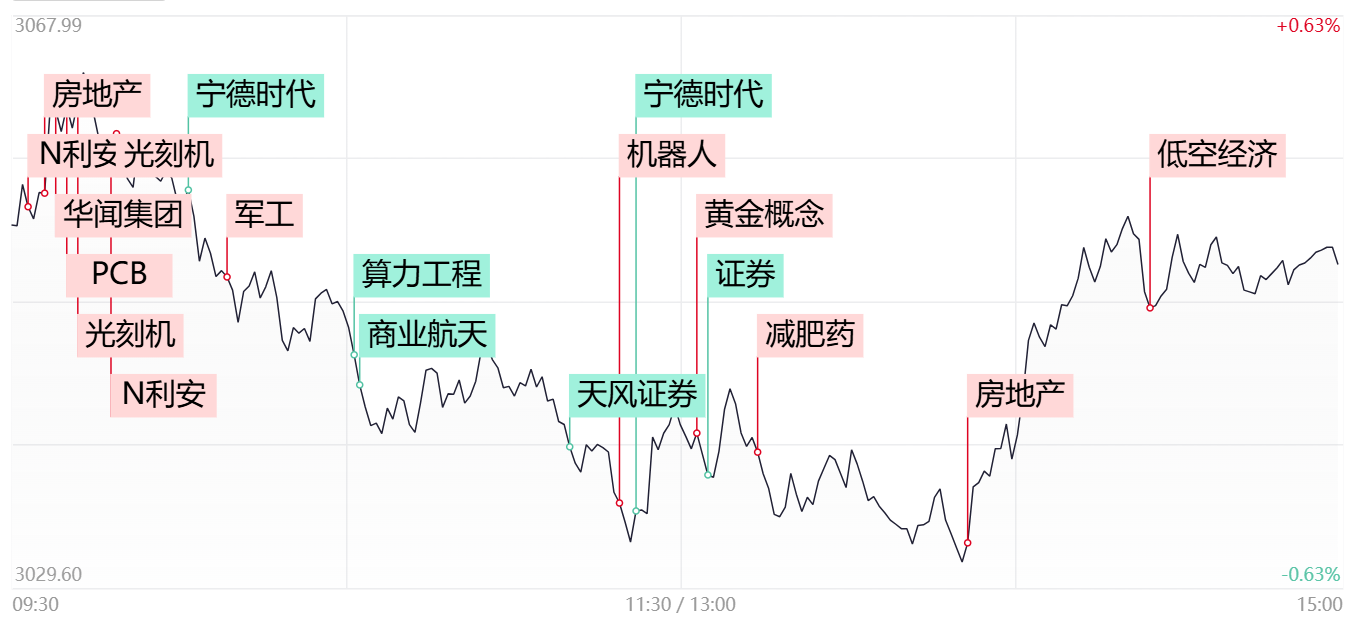 3067.99
+0.63%
房地产
宁德时代
宁德时代
N利安
光刻机
机器人
低空经济
华闻集团
军工
黄金概念
PCB
算力工程
证券
光刻机
商业航天
减肥药
N利安
天风证券
房地产
3029.60
-0.63%
09:30
11:30 / 13:00
15:00